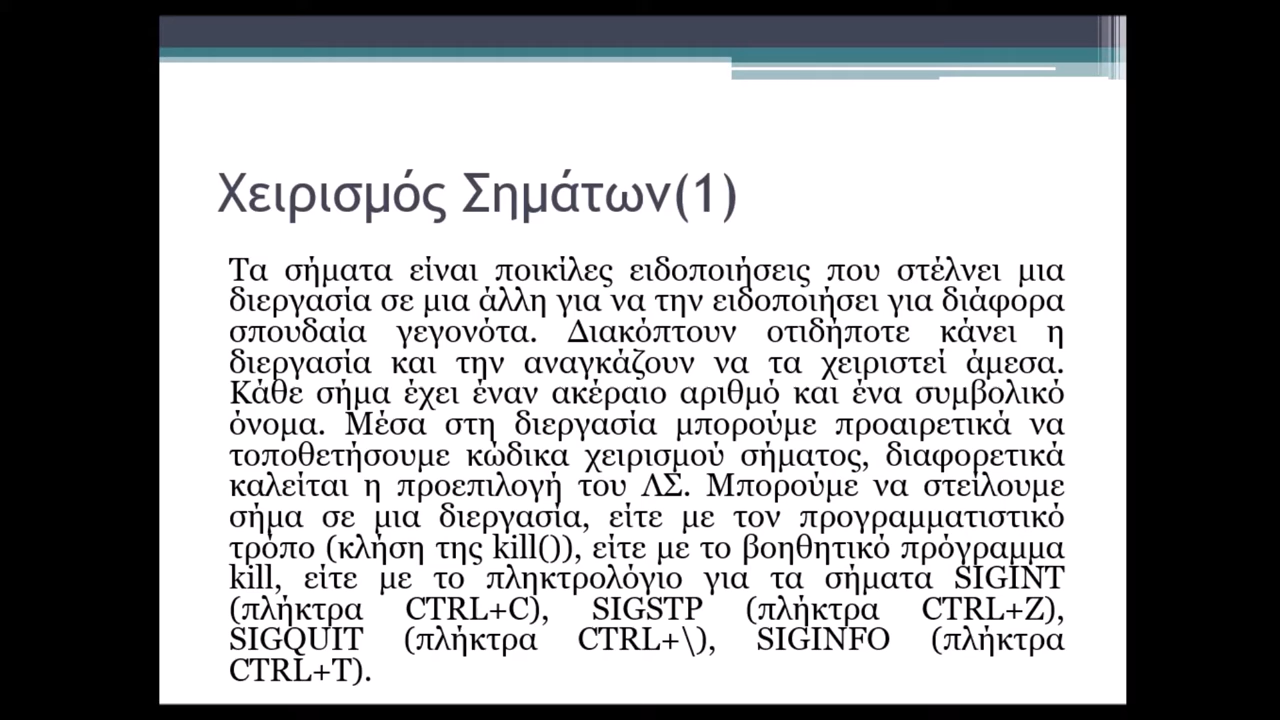 Χειρισμός Σημάτων(1)
Τα σήματα είναι ποικίλες ειδοποιήσεις που στέλνει μια
διεργασία σε μια άλλη για να την ειδοποιήσει για διάφορα
σπουδαία γεγονότα. Διακόπτουν οτιδήποτε κάνει η
διεργασία και την αναγκάζουν να τα χειριστεί άμεσα.
Κάθε σήμα έχει έναν ακέραιο αριθμό και ένα συμβολικό
όνομα. Μέσα στη διεργασία μπορούμε προαιρετικά να
τοποθετήσουμε κώδικα χειρισμού σήματος, διαφορετικά
καλείται η προεπιλογή του ΛΣ. Μπορούμε να στείλουμε
σήμα σε μια διεργασία, είτε με τον προγραμματιστικό
τρόπο (κλήση της kill()), είτε με το βοηθητικό πρόγραμμα
kill, είτε με το πληκτρολόγιο για τα σήματα SIGINT
(πλήκτρα CTRL+C), SIGSTP (πλήκτρα CTRL+Z),
SIGQUIT (πλήκτρα CTRL+\), SIGINFO (πλήκτρα
CTRL+T).